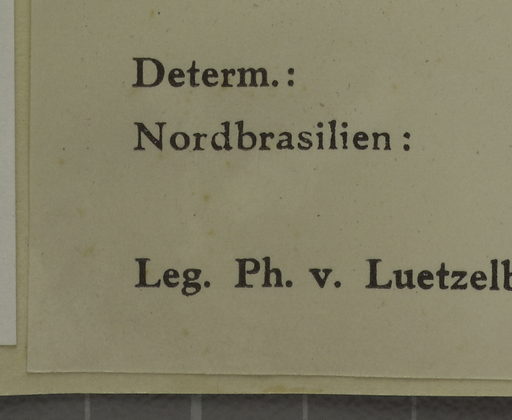 Determ.:
Nordbrasilien:
Leg. Ph. v. Luetzelb